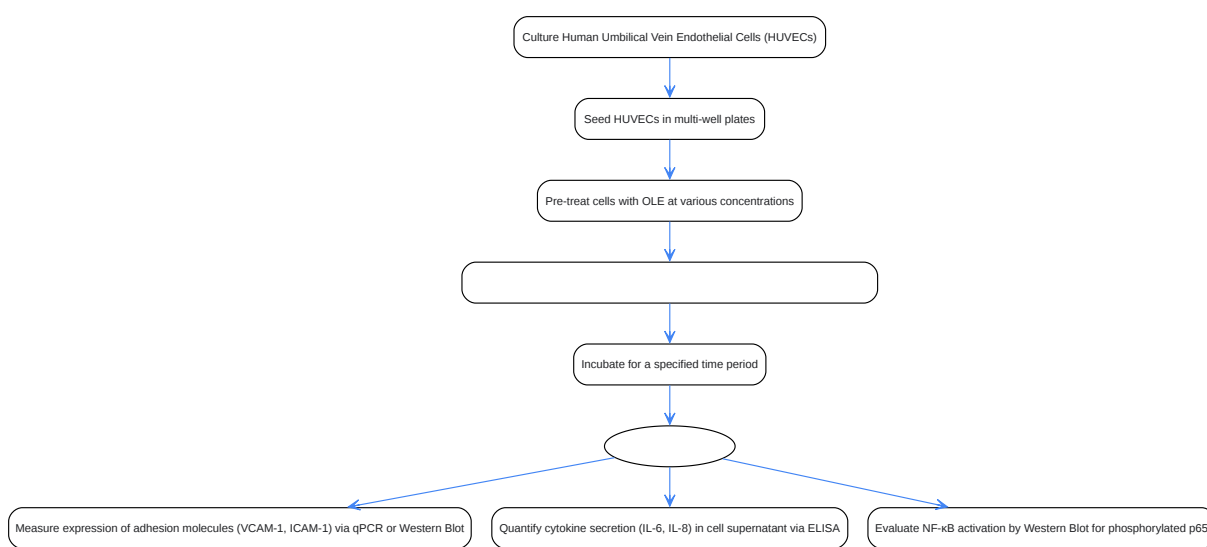 Culture Human Umbilical Vein Endothelial Cells (HUVECs)
Seed HUVECs in multi-well plates
Pre-treat cells with OLE at various concentrations
Incubate for a specified time period
Measure expression of adhesion molecules (VCAM-1, ICAM-1) via qPCR or Western Blot
Quantify cytokine secretion (IL-6, IL-8) in cell supernatant via ELISA
Evaluate NF-κB activation by Western Blot for phosphorylated p65